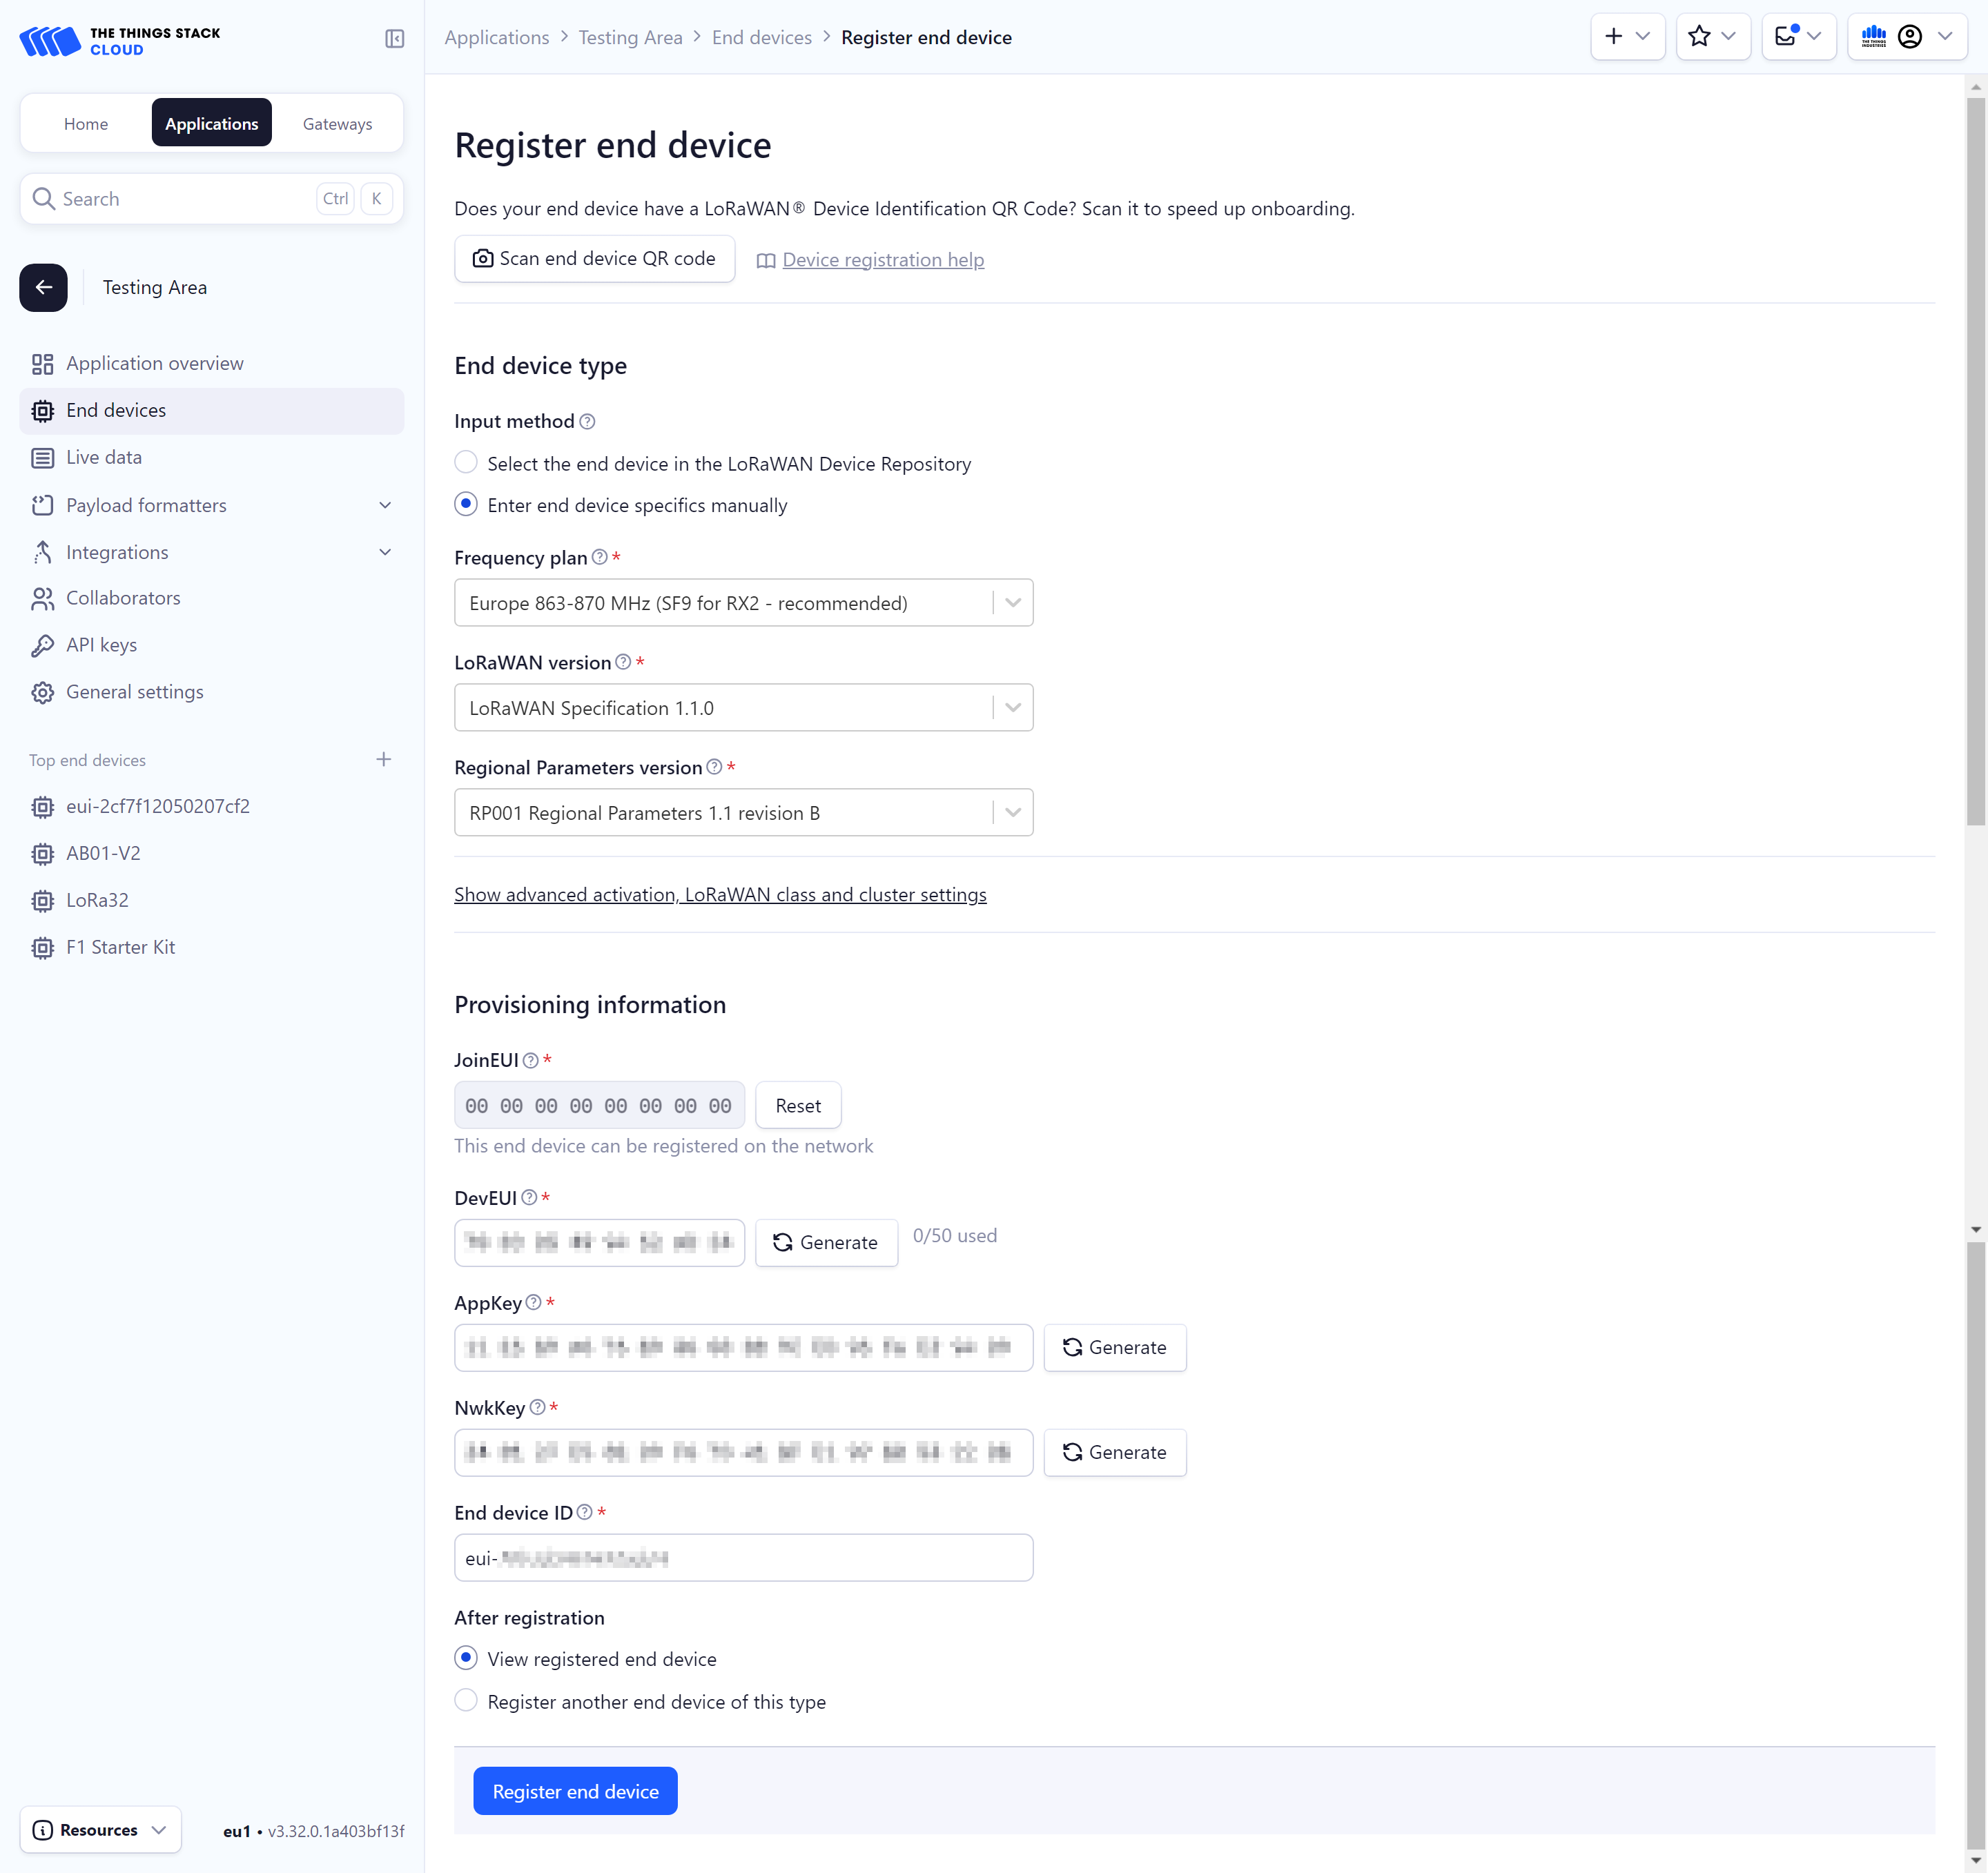 THE THINGS STACK
CLOUD
Applications > Testing Area > End devices > Register end device
Home
Applications
Gateways
Search
Ctrl
K
Testing Area
Application overview
End devices
Live data
Payload formatters
Integrations
Collaborators
API keys
General settings
Top end devices
eui-2cf7f12050207cf2
AB01-V2
LoRa32
F1 Starter Kit
Resources
eu1 • v3.32.0.1a403bf13f
THE THINGS
INDUSTRIES
Register end device
Does your end device have a LoRaWAN® Device Identification QR Code? Scan it to speed up onboarding.
Scan end device QR code
Device registration help
End device type
Input method
Select the end device in the LoRaWAN Device Repository
Enter end device specifics manually
Frequency plan *
Europe 863-870 MHz (SF9 for RX2 - recommended)
LoRaWAN version *
LoRaWAN Specification 1.1.0
Regional Parameters version *
RP001 Regional Parameters 1.1 revision B
Show advanced activation, LoRaWAN class and cluster settings
Provisioning information
JoinEUI *
00 00 00 00 00 00 00 00
Reset
This end device can be registered on the network
DevEUI *
Generate
0/50 used
AppKey *
Generate
NwkKey *
Generate
End device ID *
eui-
After registration
View registered end device
Register another end device of this type
Register end device